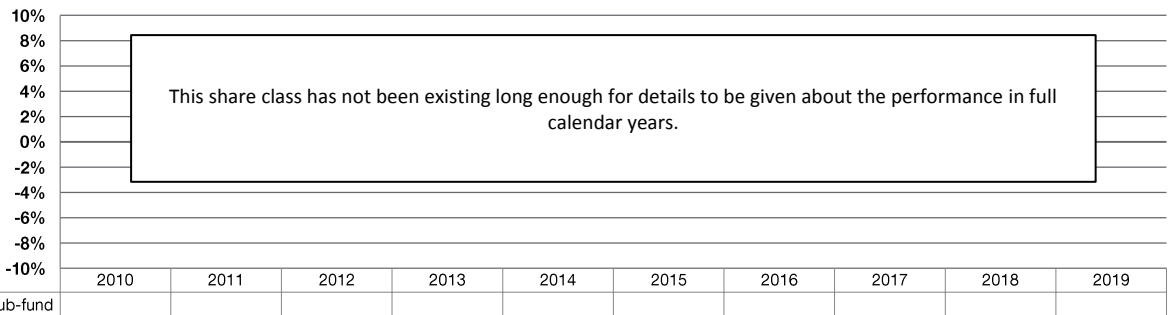 10%
8%
6%
4%
2%
0%
-2%
-4%
-6%
-8%
-10%
This share class has not been existing long enough for details to be given about the performance in full
calendar years.
2010 2011 2012 2013 2014 2015 2016 2017 2018 2019
ub-fund